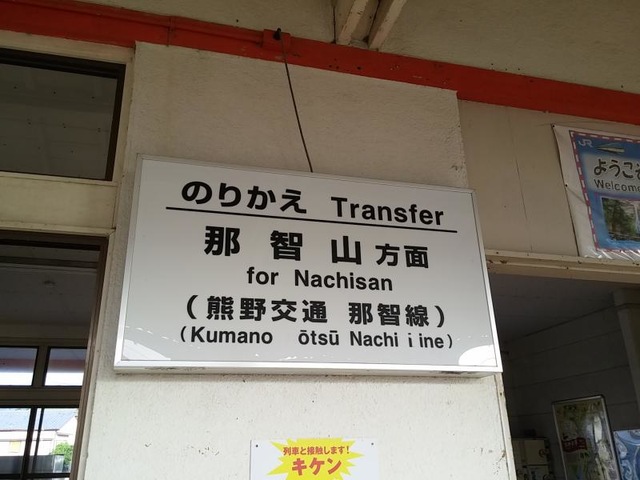 のりかえ Transfer
那智山 方面
for Nachisan
（熊野交通 那智線）
(Kumano ōtsū Nachi i ine)
JR
ようこそ
Welcome
列車と接触します!
キケン